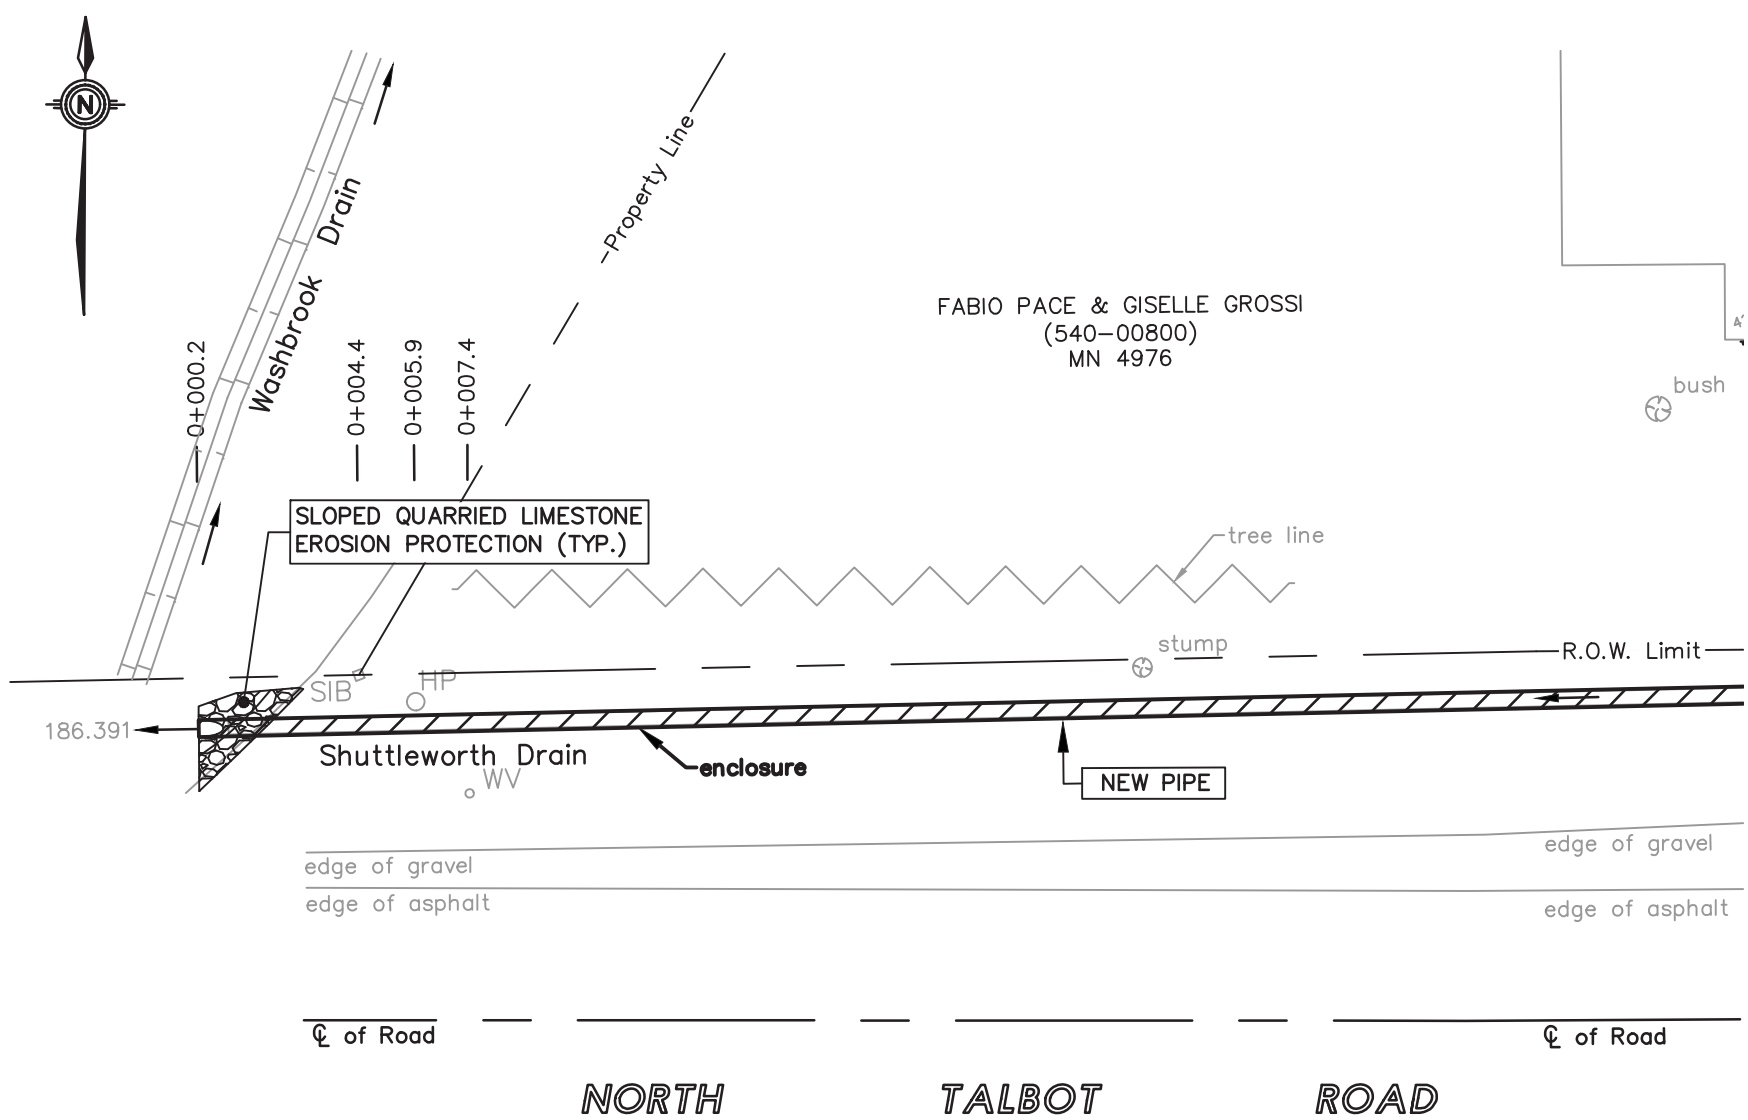 N
Washbrook Drain
Property Line
FABIO PACE & GISELLE GROSSI
(540-00800)
MN 4976
bush
0+000.2
0+004.4
0+005.9
0+007.4
SLOPED QUARRIED LIMESTONE
EROSION PROTECTION (TYP.)
tree line
stump
R.O.W. Limit
SIB
HP
186.391
Shuttleworth Drain
WV
enclosure
NEW PIPE
edge of gravel
edge of gravel
edge of asphalt
edge of asphalt
℄ of Road
℄ of Road
NORTH TALBOT ROAD